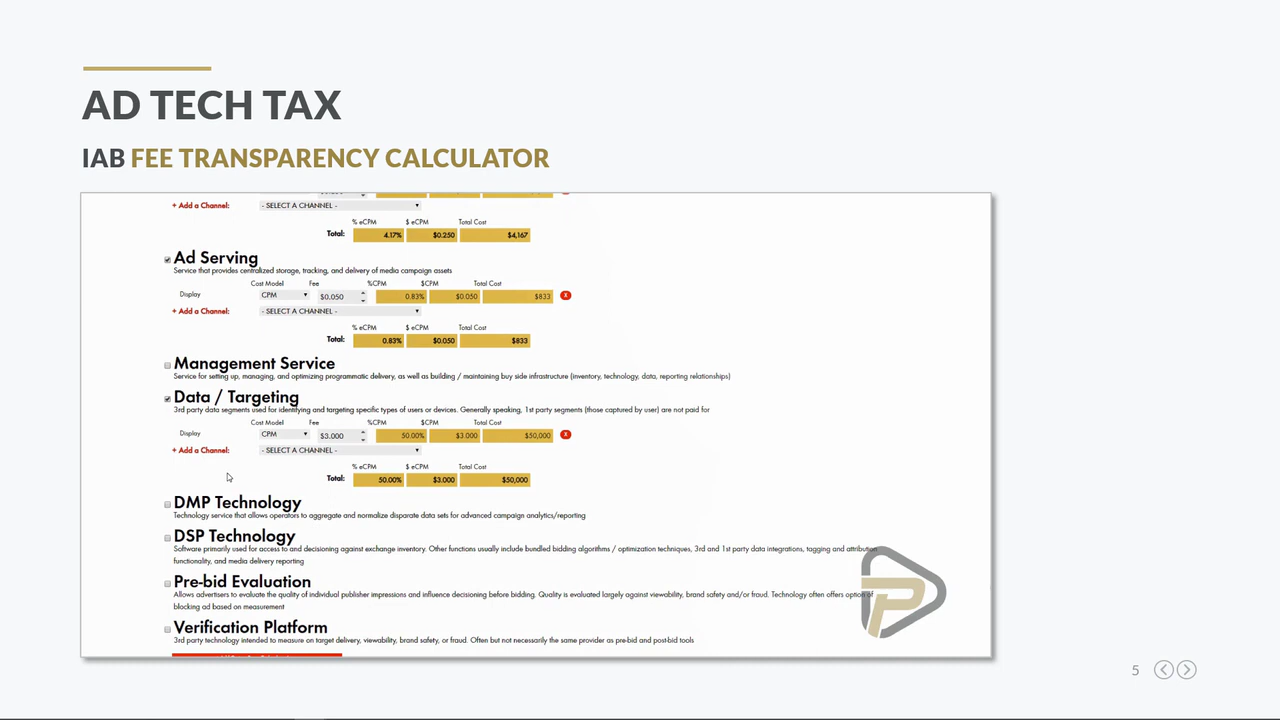 AD TECH TAX
IAB FEE TRANSPARENCY CALCULATOR
+ Add a Channel: - SELECT A CHANNEL -
% eCPM $ eCPM Total Cost
Total: 4.17% $0.250 $4,167
Ad Serving
Service that provides centralized storage, tracking, and delivery of media campaign assets
Cost Model Fee %CPM $CPM Total Cost
Display CPM $0.050 0.83% $0.050 $833 X
+ Add a Channel: - SELECT A CHANNEL -
% eCPM $ eCPM Total Cost
Total: 0.83% $0.050 $833
Management Service
Service for setting up, managing, and optimizing programmatic delivery, as well as building / maintaining buy side infrastructure (inventory, technology, data, reporting relationships)
Data / Targeting
3rd party data segments used for identifying and targeting specific types of users or devices. Generally speaking, 1st party segments (those captured by user) are not paid for
Cost Model Fee %CPM $CPM Total Cost
Display CPM $3.000 50.00% $3.000 $50,000 X
+ Add a Channel: - SELECT A CHANNEL -
% eCPM $ eCPM Total Cost
Total: 50.00% $3.000 $50,000
DMP Technology
Technology service that allows operators to aggregate and normalize disparate data sets for advanced campaign analytics/reporting
DSP Technology
Software primarily used for access to and decisioning against exchange inventory. Other functions usually include bundled bidding algorithms / optimization techniques, 3rd and 1st party data integrations, tagging and attribution
functionality, and media delivery reporting
Pre-bid Evaluation
Allows advertisers to evaluate the quality of individual publisher impressions and influence decisioning before bidding. Quality is evaluated largely against viewability, brand safety and/or fraud. Technology often offers option of
blocking ad based on measurement
Verification Platform
3rd party technology intended to measure on target delivery, viewability, brand safety, or fraud. Often but not necessarily the same provider as pre-bid and post-bid tools
P
5